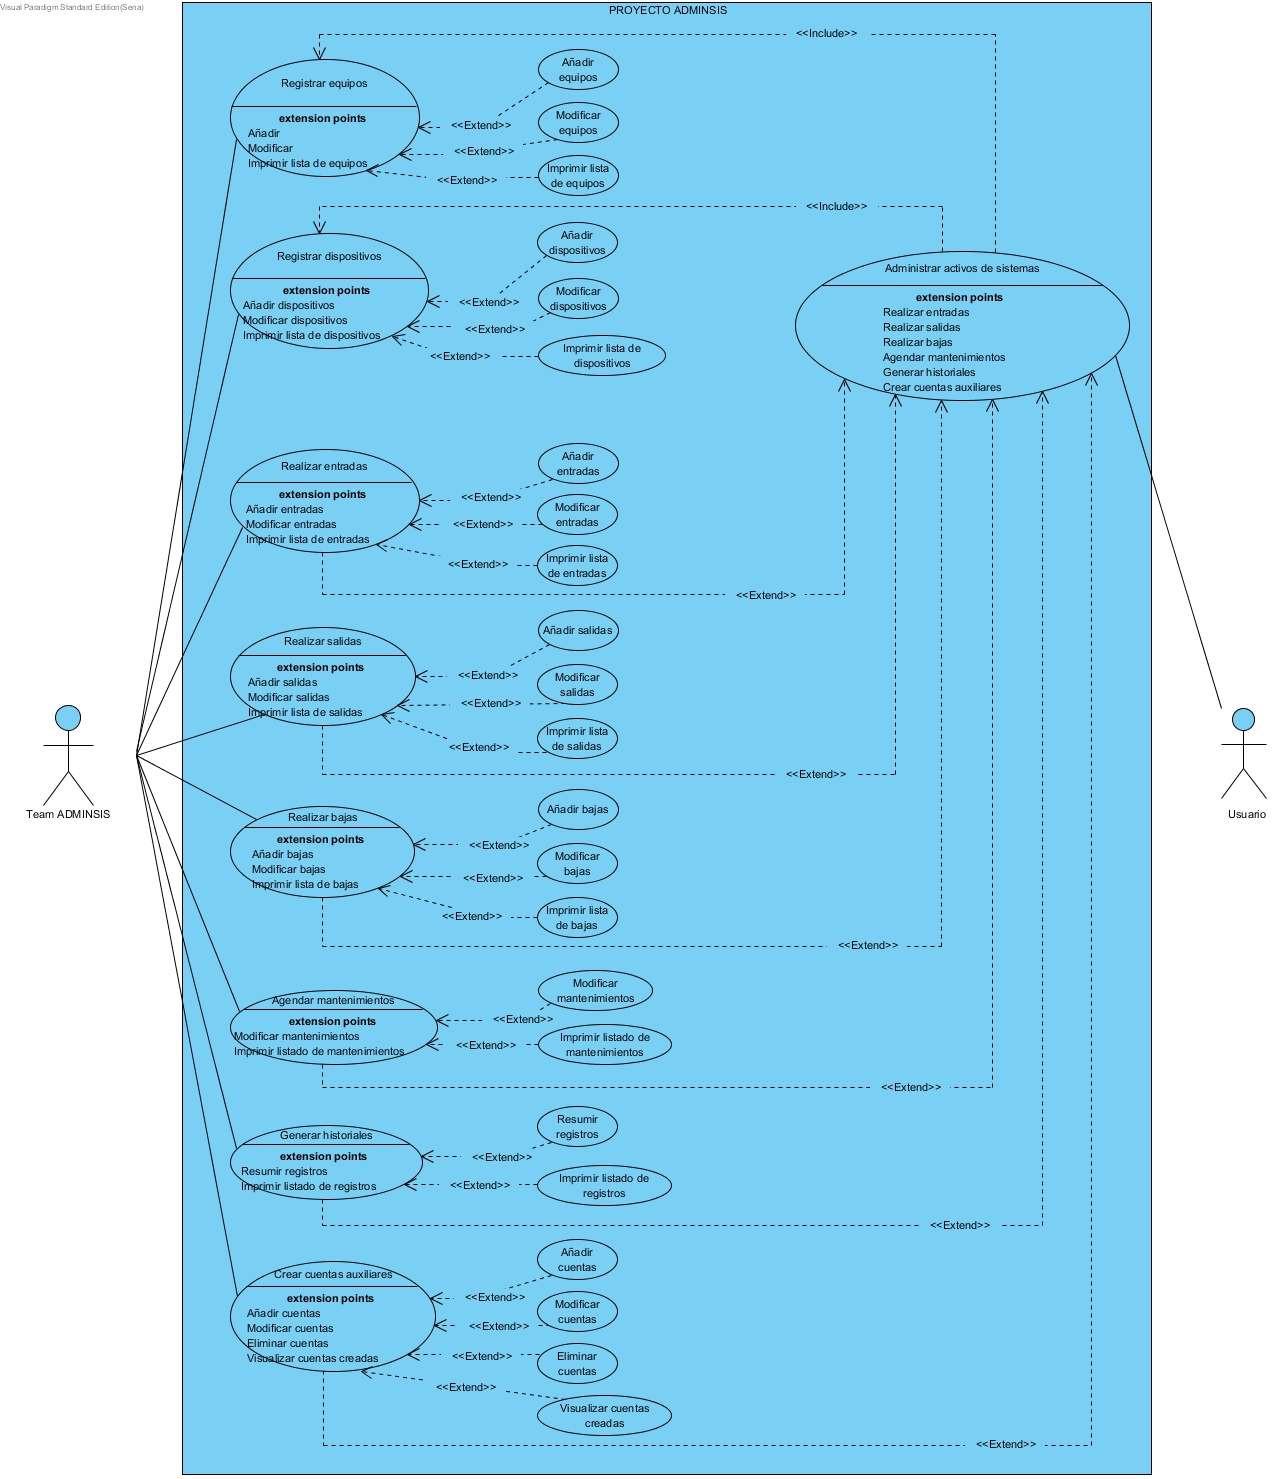 Visual Paradigm Standard Edition(Sena)
PROYECTO ADMINSIS
<<Include>>
Registrar equipos
extension points
Añadir
Modificar
Imprimir lista de equipos
Añadir
equipos
<<Extend>>
Modificar
equipos
<<Extend>>
Imprimir lista
de equipos
<<Extend>>
<<Include>>
Registrar dispositivos
extension points
Añadir dispositivos
Modificar dispositivos
Imprimir lista de dispositivos
Añadir
dispositivos
<<Extend>>
Modificar
dispositivos
<<Extend>>
Imprimir lista de
dispositivos
<<Extend>>
Administrar activos de sistemas
extension points
Realizar entradas
Realizar salidas
Realizar bajas
Agendar mantenimientos
Generar historiales
Crear cuentas auxiliares
Realizar entradas
extension points
Añadir entradas
Modificar entradas
Imprimir lista de entradas
Añadir
entradas
<<Extend>>
Modificar
entradas
<<Extend>>
Imprimir lista
de entradas
<<Extend>>
<<Extend>>
Realizar salidas
extension points
Añadir salidas
Modificar salidas
Imprimir lista de salidas
Añadir salidas
<<Extend>>
Modificar
salidas
<<Extend>>
Imprimir lista
de salidas
<<Extend>>
<<Extend>>
Team ADMINSIS
Usuario
Realizar bajas
extension points
Añadir bajas
Modificar bajas
Imprimir lista de bajas
Añadir bajas
<<Extend>>
Modificar
bajas
<<Extend>>
Imprimir lista
de bajas
<<Extend>>
<<Extend>>
Agendar mantenimientos
extension points
Modificar mantenimientos
Imprimir listado de mantenimientos
Modificar
mantenimientos
<<Extend>>
Imprimir listado de
mantenimientos
<<Extend>>
<<Extend>>
Generar historiales
extension points
Resumir registros
Imprimir listado de registros
Resumir
registros
<<Extend>>
Imprimir listado de
registros
<<Extend>>
<<Extend>>
Crear cuentas auxiliares
extension points
Añadir cuentas
Modificar cuentas
Eliminar cuentas
Visualizar cuentas creadas
Añadir
cuentas
<<Extend>>
Modificar
cuentas
<<Extend>>
Eliminar
cuentas
<<Extend>>
Visualizar cuentas
creadas
<<Extend>>
<<Extend>>